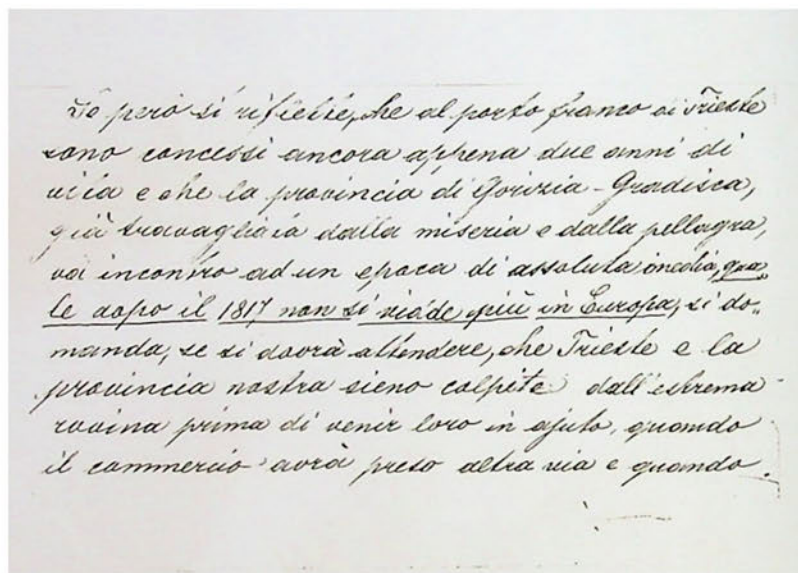 Se però si riflette, che al porto franco di Trieste
sono concessi ancora appena due anni di
vita e che la provincia di Gorizia-Gradisca,
già travagliata dalla miseria e dalla pellagra,
va incontro ad un epoca di assoluta inedia, qua„
le dopo il 1817 non si vidde più in Europa, si do„
manda, se si dovrà attendere, che Trieste e la
provincia nostra sieno colpite dall'estrema
rovina prima di venir loro in ajuto, quando
il commercio avrà preso altra via e quando